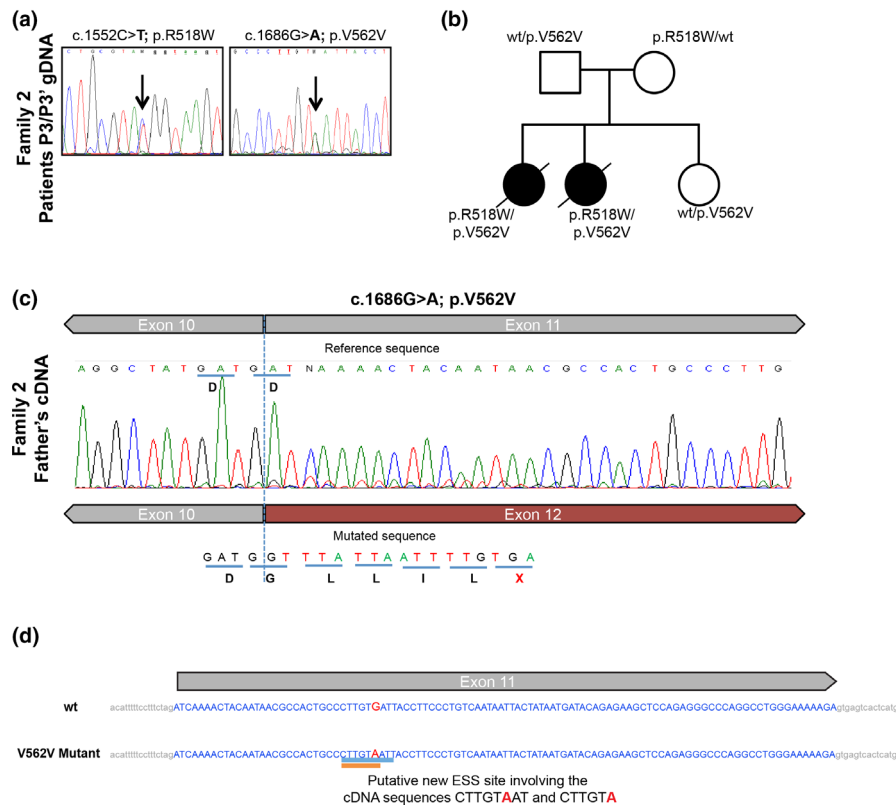 (a)
c.1552C>T; p.R518W
c.1686G>A; p.V562V
Family 2
Patients P3/P3' gDNA
(b)
wt/p.V562V
p.R518W/wt
p.R518W/
p.V562V
p.R518W/
p.V562V
wt/p.V562V
(c)
c.1686G>A; p.V562V
Exon 10
Exon 11
Reference sequence
A G G C T A T G A T G A T N A A A A C T A C A A T A A C G C C A C T G C C C T T G
D
D
Family 2
Father's cDNA
Exon 10
Exon 12
Mutated sequence
G A T G G T T T A T T A A T T T T G T G A
D G L L I L X
(d)
Exon 11
wt
acatttttcctttctagATCAAAACTACAATAACGCCACTGCCCTTGTGATTACCTTCCCTGTCAATAATTACTATAATGATACAGAGAAGCTCCAGAGGGCCCAGGCCTGGGAAAAAGAgtgagtcactcatg
V562V Mutant
acatttttcctttctagATCAAAACTACAATAACGCCACTGCCCTTGTAATTACCTTCCCTGTCAATAATTACTATAATGATACAGAGAAGCTCCAGAGGGCCCAGGCCTGGGAAAAAGAgtgagtcactcatg
Putative new ESS site involving the
cDNA sequences CTTGTAAT and CTTGTA